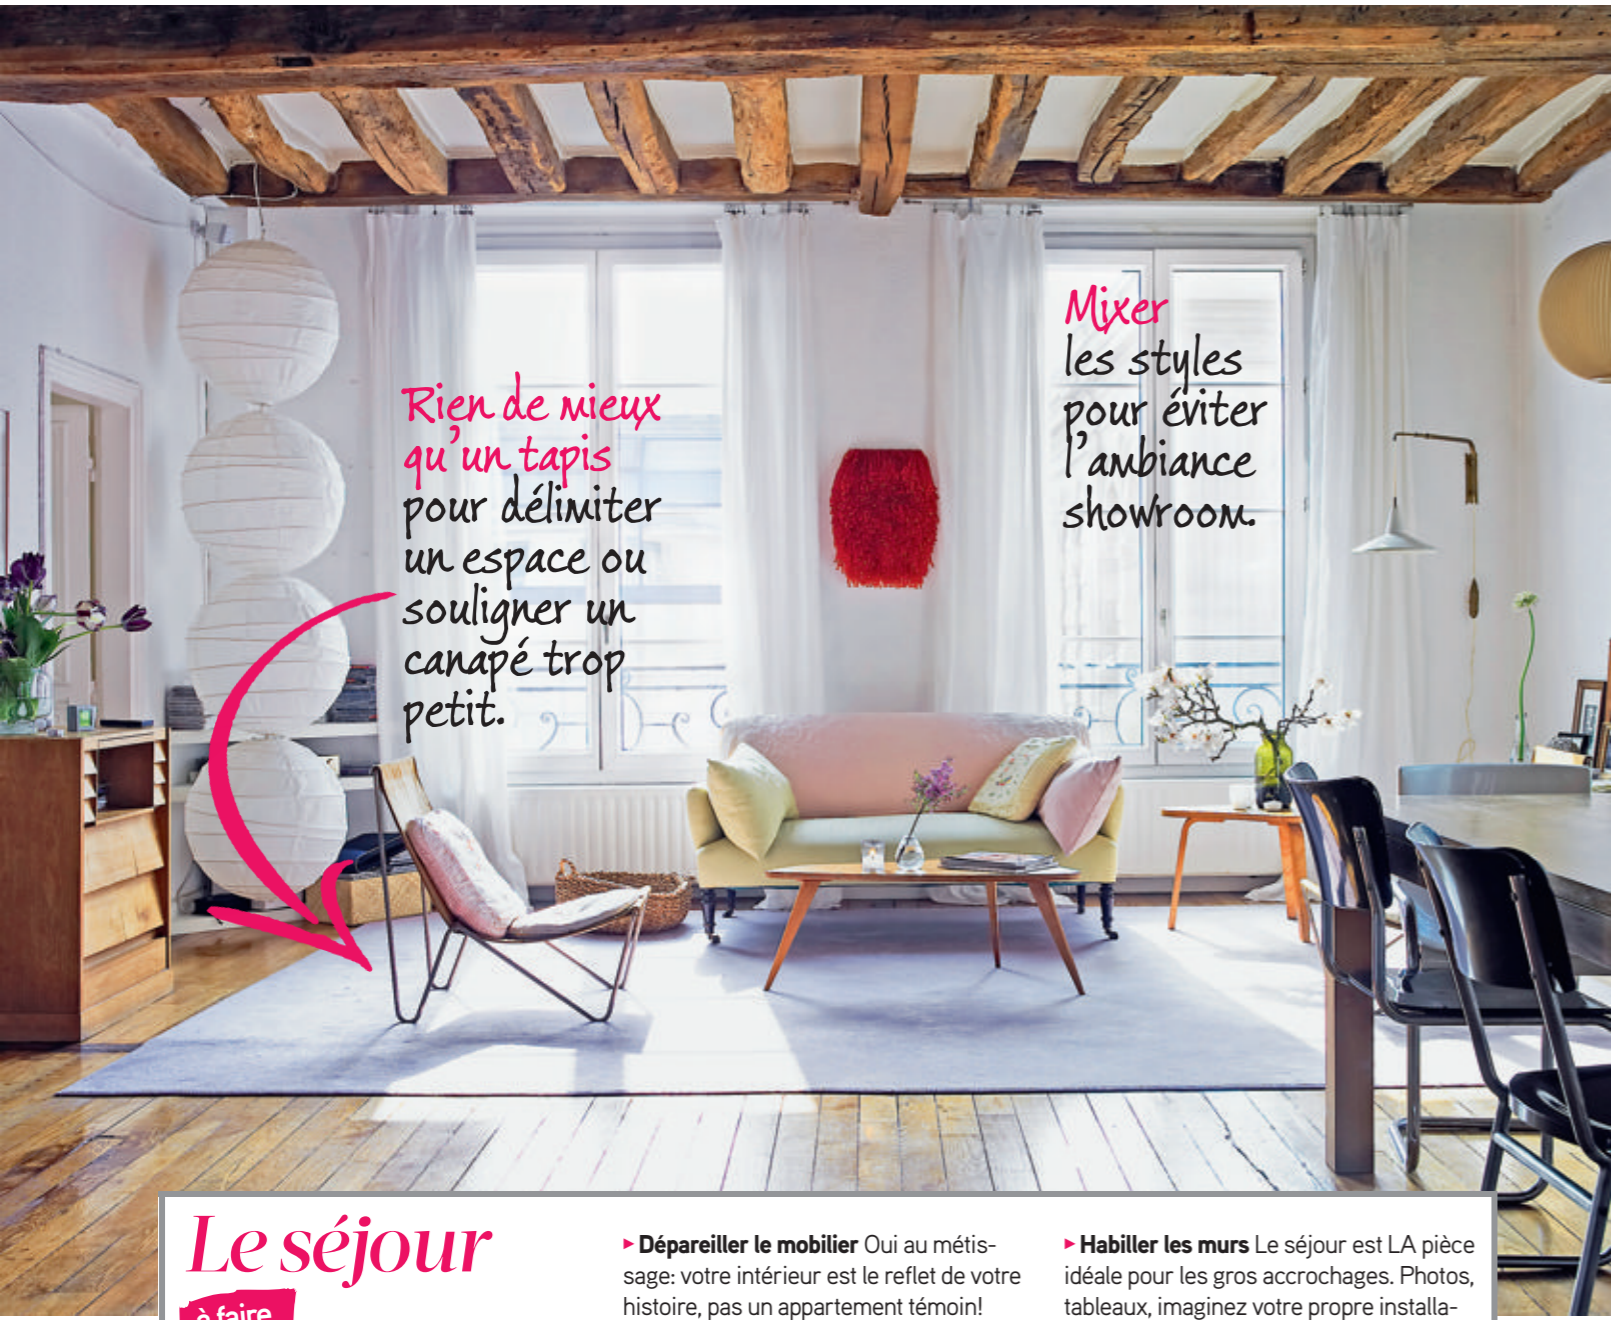 Rien de mieux
qu'un tapis
pour délimiter
un espace ou
souligner un
canapé trop
petit.
Mixer
les styles
pour éviter
l'ambiance
showroom.
Le séjour
à faire
▸ Dépareiller le mobilier Oui au métis-
sage: votre intérieur est le reflet de votre
histoire, pas un appartement témoin!
▸ Habiller les murs Le séjour est LA pièce
idéale pour les gros accrochages. Photos,
tableaux, imaginez votre propre installa-